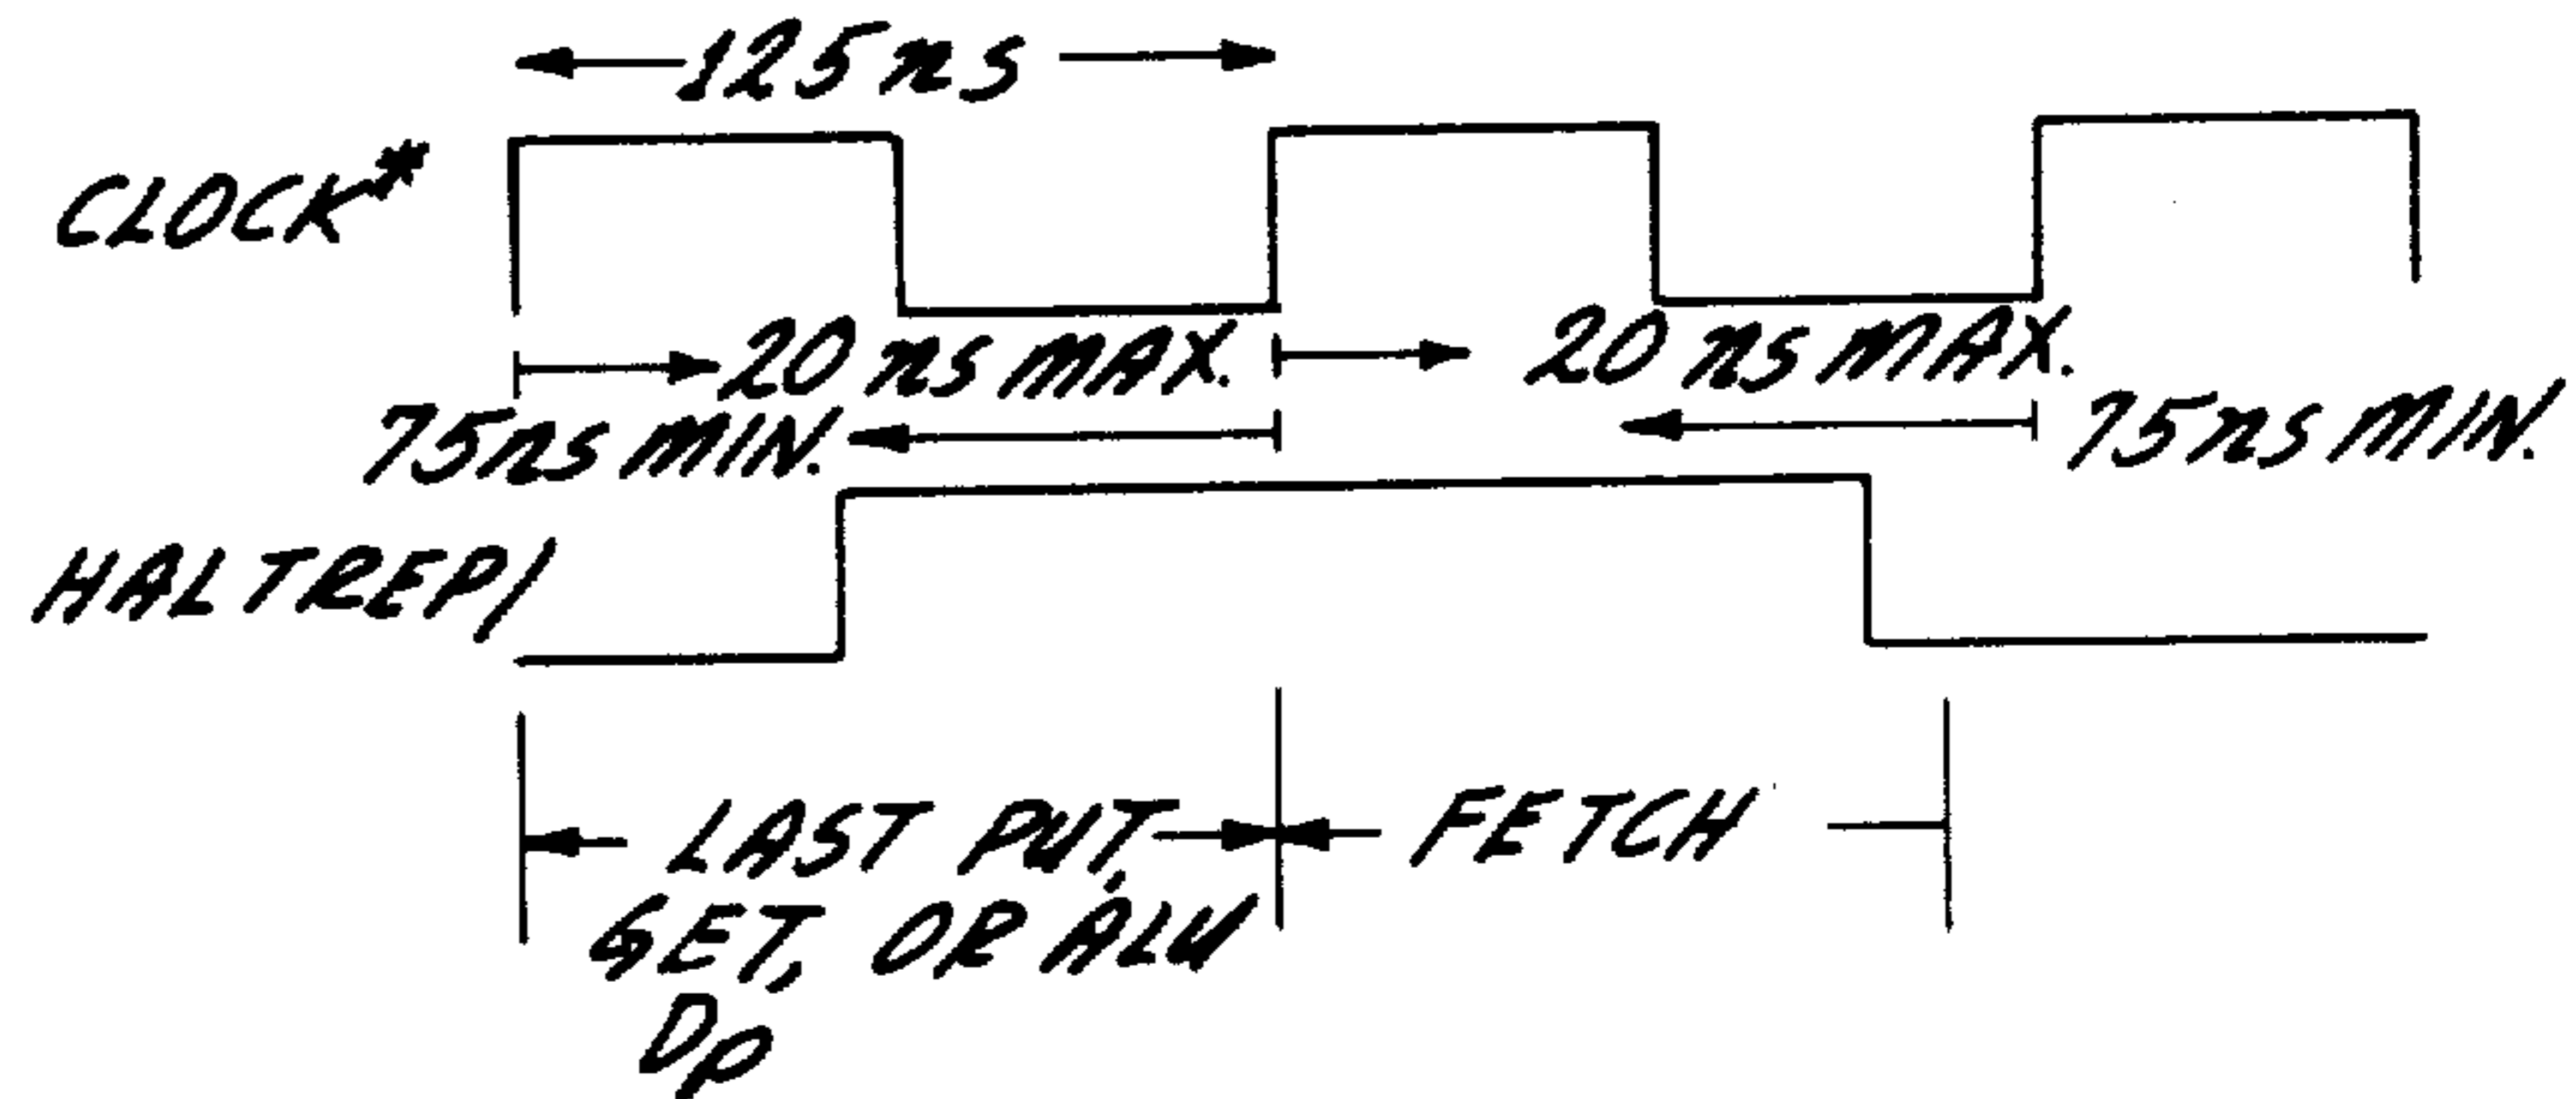 125 ns
CLOCK*
20 ns MAX.
20 ns MAX.
75 ns MIN.
75 ns MIN.
HALTREP/
LAST PUT,
GET, OR ALU
Dp
FETCH